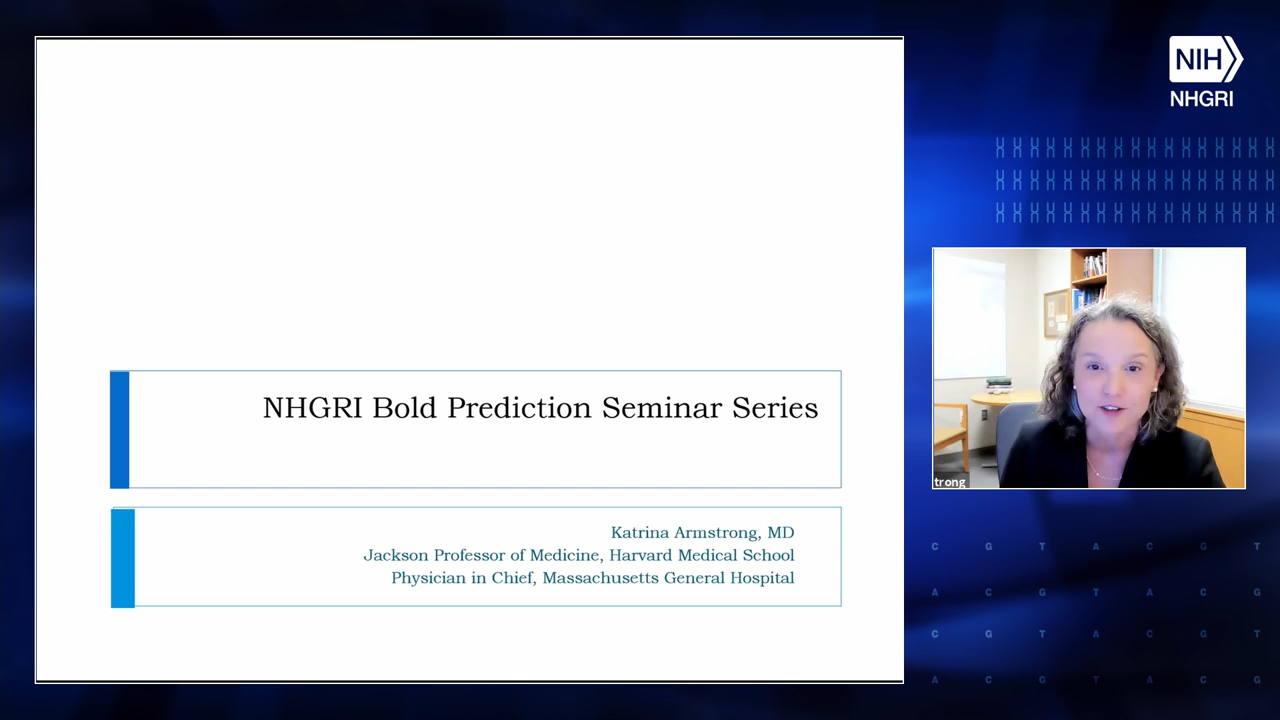 NIH
NHGRI
NHGRI Bold Prediction Seminar Series
Katrina Armstrong, MD
Jackson Professor of Medicine, Harvard Medical School
Physician in Chief, Massachusetts General Hospital
trong
C G T A C G T
A C G T A C G
C G T A C G T
A C G T A C G